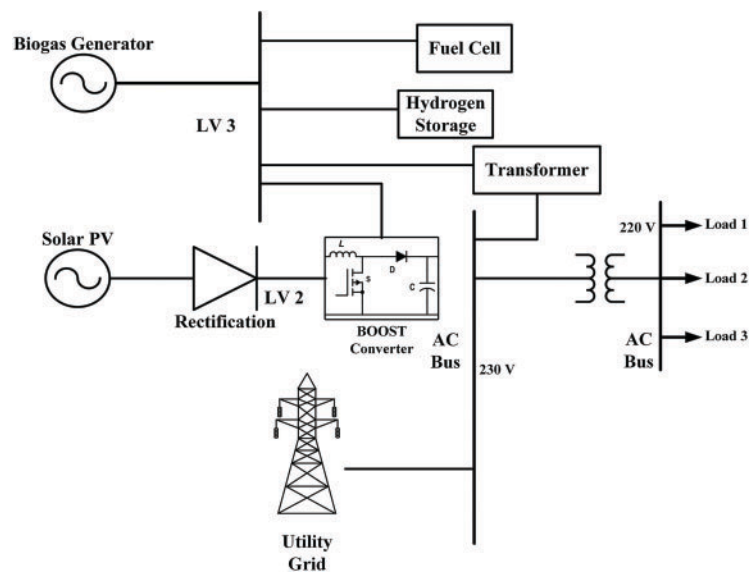 Biogas Generator
Fuel Cell
LV 3
Hydrogen
Storage
Transformer
Solar PV
Rectification
LV 2
L
S
D
C
BOOST
Converter
AC
Bus
230 V
220 V
Load 1
Load 2
Load 3
AC
Bus
Utility
Grid